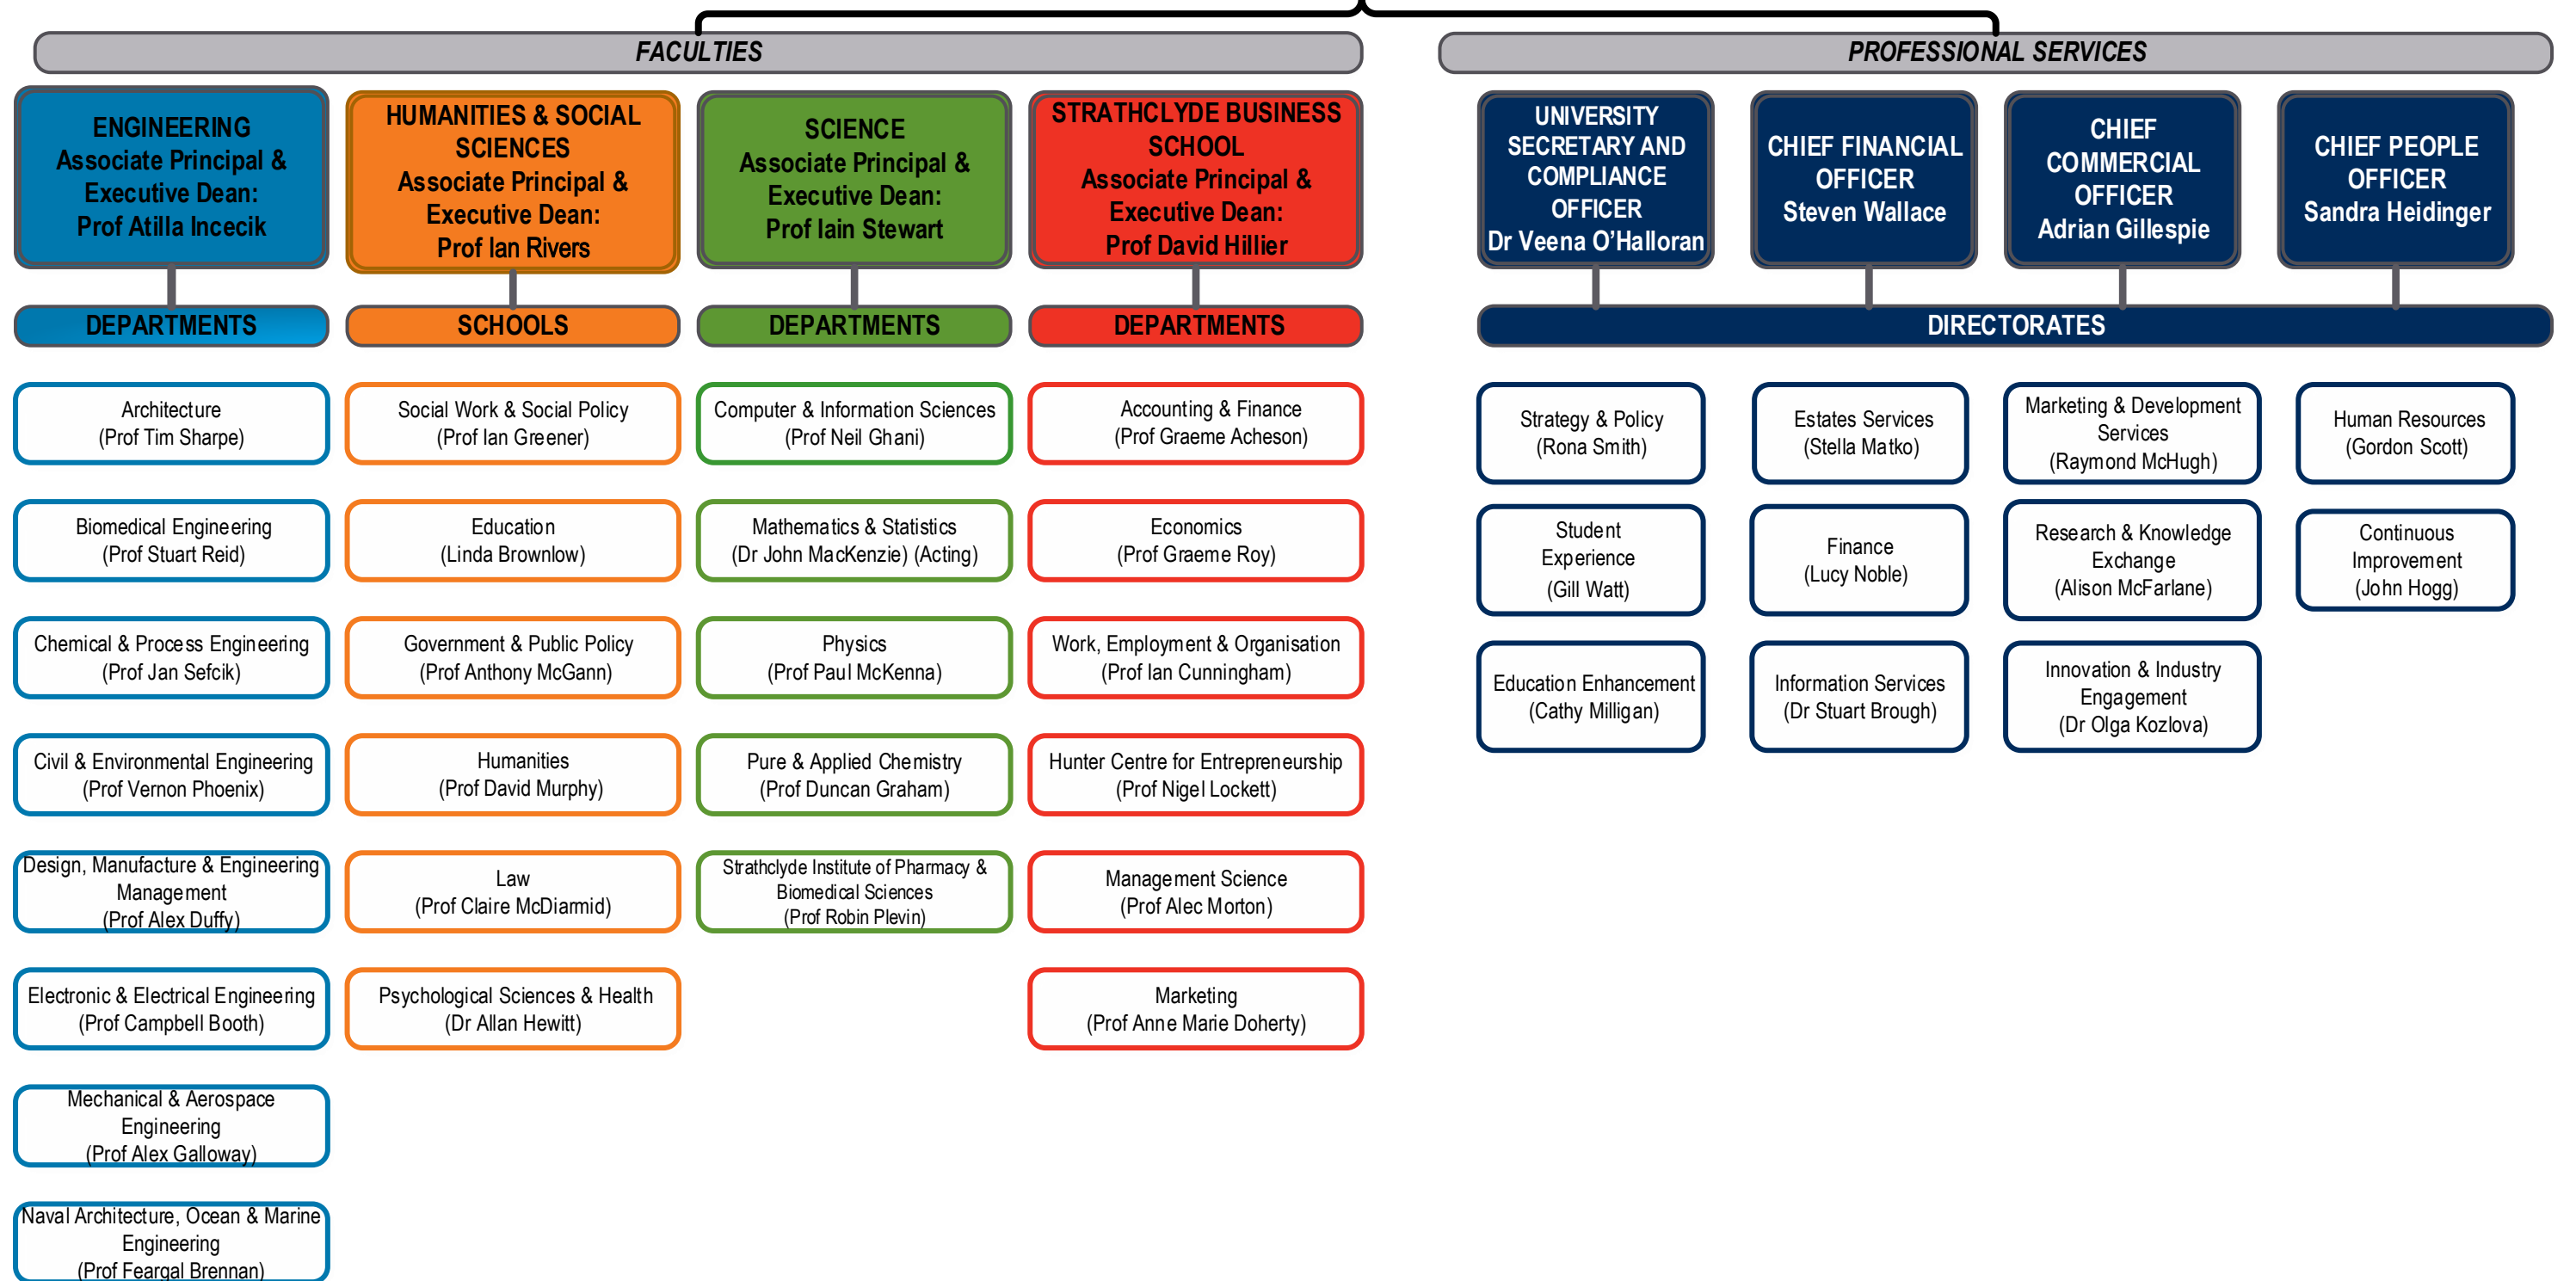 FACULTIES
ENGINEERING
Associate Principal &
Executive Dean:
Prof Atilla Incecik
DEPARTMENTS
Architecture
(Prof Tim Sharpe)
Biomedical Engineering
(Prof Stuart Reid)
Chemical & Process Engineering
(Prof Jan Sefcik)
Civil & Environmental Engineering
(Prof Vernon Phoenix)
Design, Manufacture & Engineering
Management
(Prof Alex Duffy)
Electronic & Electrical Engineering
(Prof Campbell Booth)
Mechanical & Aerospace
Engineering
(Prof Alex Galloway)
Naval Architecture, Ocean & Marine
Engineering
(Prof Feargal Brennan)
HUMANITIES & SOCIAL
SCIENCES
Associate Principal &
Executive Dean:
Prof Ian Rivers
SCHOOLS
Social Work & Social Policy
(Prof Ian Greener)
Education
(Linda Brownlow)
Government & Public Policy
(Prof Anthony McGann)
Humanities
(Prof David Murphy)
Law
(Prof Claire McDiarmid)
Psychological Sciences & Health
(Dr Allan Hewitt)
SCIENCE
Associate Principal &
Executive Dean:
Prof Iain Stewart
DEPARTMENTS
Computer & Information Sciences
(Prof Neil Ghani)
Mathematics & Statistics
(Dr John MacKenzie) (Acting)
Physics
(Prof Paul McKenna)
Pure & Applied Chemistry
(Prof Duncan Graham)
Strathclyde Institute of Pharmacy &
Biomedical Sciences
(Prof Robin Plevin)
STRATHCLYDE BUSINESS
SCHOOL
Associate Principal &
Executive Dean:
Prof David Hillier
DEPARTMENTS
Accounting & Finance
(Prof Graeme Acheson)
Economics
(Prof Graeme Roy)
Work, Employment & Organisation
(Prof Ian Cunningham)
Hunter Centre for Entrepreneurship
(Prof Nigel Lockett)
Management Science
(Prof Alec Morton)
Marketing
(Prof Anne Marie Doherty)
PROFESSIONAL SERVICES
UNIVERSITY
SECRETARY AND
COMPLIANCE
OFFICER
Dr Veena O’Halloran
CHIEF FINANCIAL
OFFICER
Steven Wallace
CHIEF
COMMERCIAL
OFFICER
Adrian Gillespie
CHIEF PEOPLE
OFFICER
Sandra Heidinger
DIRECTORATES
Strategy & Policy
(Rona Smith)
Student
Experience
(Gill Watt)
Education Enhancement
(Cathy Milligan)
Estates Services
(Stella Matko)
Finance
(Lucy Noble)
Information Services
(Dr Stuart Brough)
Marketing & Development
Services
(Raymond McHugh)
Research & Knowledge
Exchange
(Alison McFarlane)
Innovation & Industry
Engagement
(Dr Olga Kozlova)
Human Resources
(Gordon Scott)
Continuous
Improvement
(John Hogg)